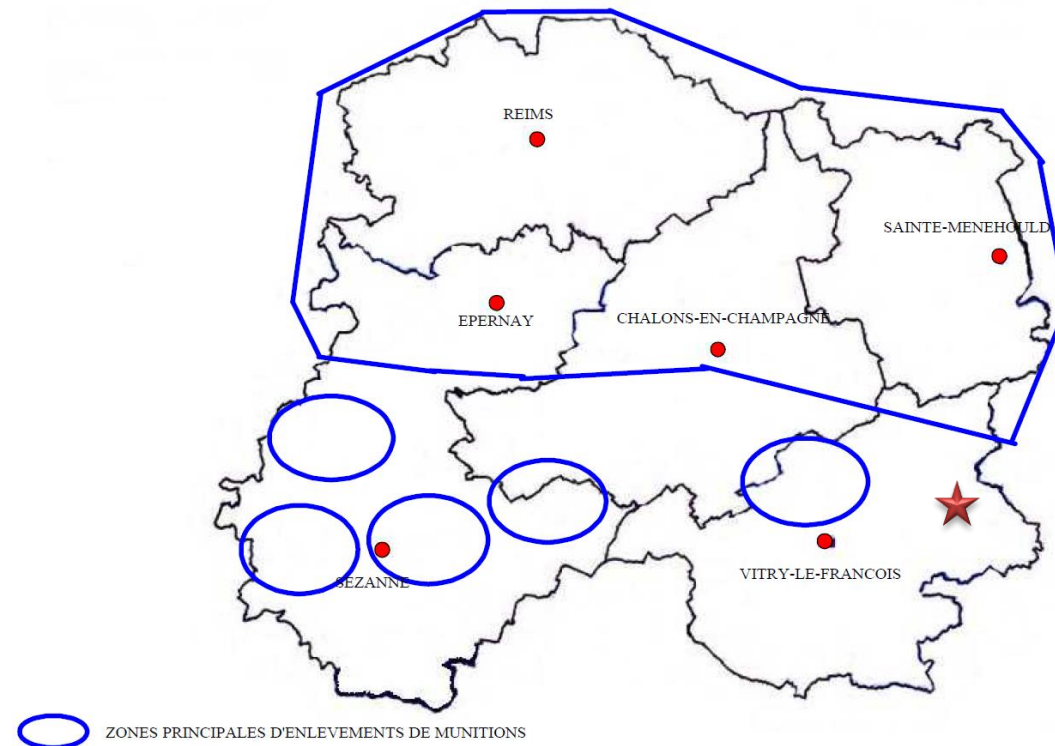 REIMS
SAINTE-MENEHOULD
CHALONS-EN-CHAMPAGNE
EPERNAY
VITRY-LE-FRANCOIS
SEZANNE
ZONES PRINCIPALES D'ENLEVEMENTS DE MUNITIONS